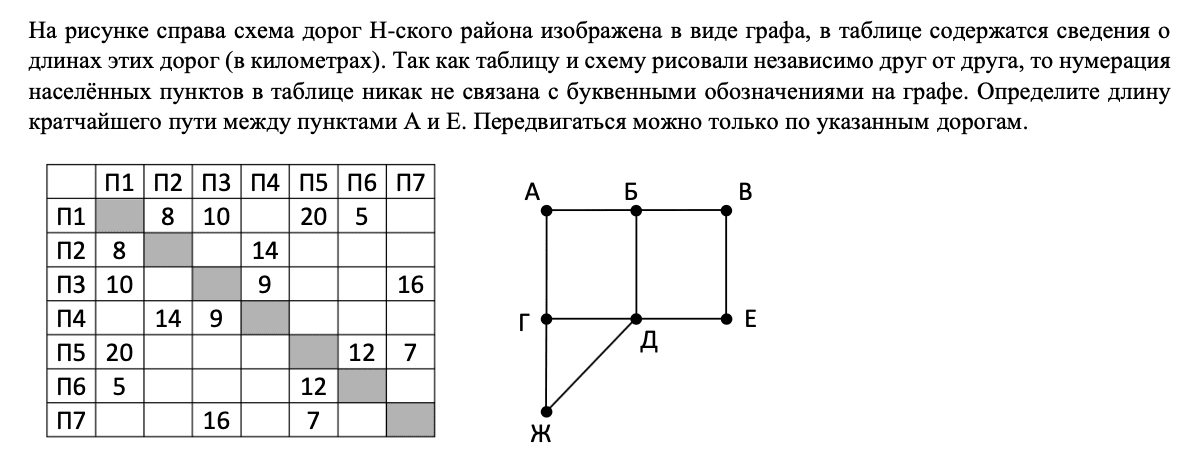 На рисунке справа схема дорог Н-ского района изображена в виде графа, в таблице содержатся сведения о
длинах этих дорог (в километрах). Так как таблицу и схему рисовали независимо друг от друга, то нумерация
населённых пунктов в таблице никак не связана с буквенными обозначениями на графе. Определите длину
кратчайшего пути между пунктами А и Е. Передвигаться можно только по указанным дорогам.
П1 П2 П3 П4 П5 П6 П7
П1 8 10 20 5
П2 8 14
П3 10 9 16
П4 14 9
П5 20 12 7
П6 5 12
П7 16 7
А Б В
Г Д Е
Ж